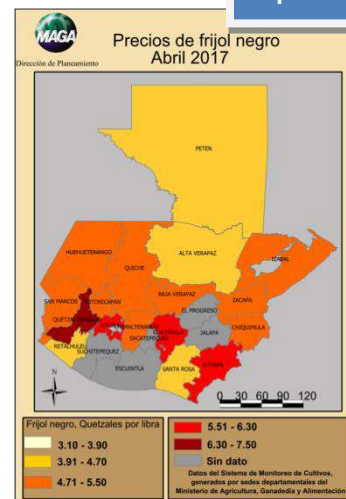 MAGA
Dirección de Planeamiento
Precios de frijol negro
Abril 2017
PETEN
HUEHUETENANGO
QUICHE
ALTA VERAPAZ
IZABAL
SAN MARCOS
TOTONICAPAN
BAJA VERAPAZ
ZACAPA
EL PROGRESO
CHIQUIMULA
JALAPA
RETALHULEU
SUCHITEPEQUEZ
SACATEPEQUEZ
ESCUINTLA
SANTA ROSA
JUTIAPA
N
0 30 60 90 120
Frijol negro, Quetzales por libra
3.10 - 3.90
3.91 - 4.70
4.71 - 5.50
5.51 - 6.30
6.30 - 7.50
Sin dato
Datos del Sistema de Monitoreo de Cultivos,
generados por sedes departamentales del
Ministerio de Agricultura, Ganadedia y Alimentación